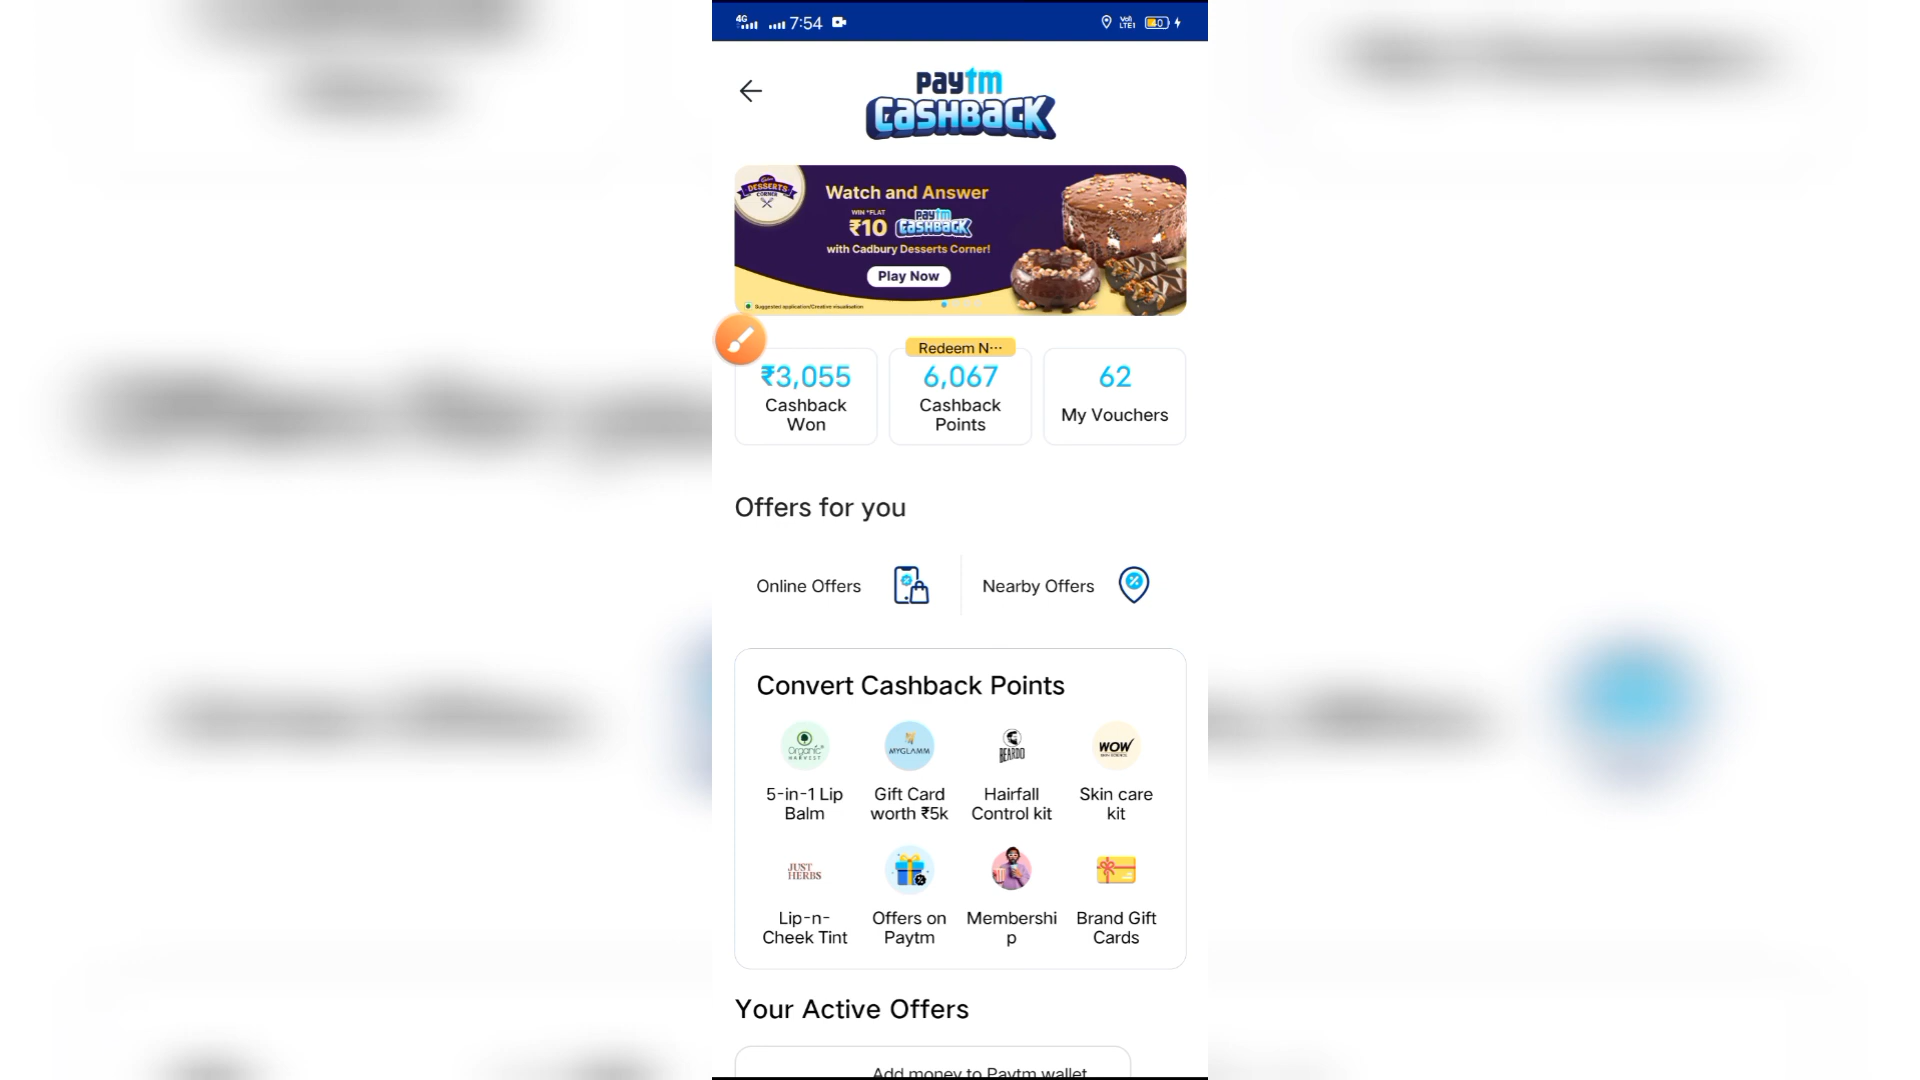 4G 7:54 Vo) LTE1 40
paytm
CASHBACK
DESSERTS
CORNER
Watch and Answer
WIN *FLAT
₹10 paytm CASHBACK
with Cadbury Desserts Corner!
Play Now
Suggested application/Creative visualisation
Redeem N...
₹3,055 6,067 62
Cashback Won
Cashback Points
My Vouchers
Offers for you
Online Offers Nearby Offers
Convert Cashback Points
Organic HARVEST
MYGLAMM
BEARDO
WOW
5-in-1 Lip Balm
Gift Card worth ₹5k
Hairfall Control kit
Skin care kit
JUST HERBS
Lip-n-Cheek Tint
Offers on Paytm
Membership
Brand Gift Cards
Your Active Offers
Add money to Paytm wallet